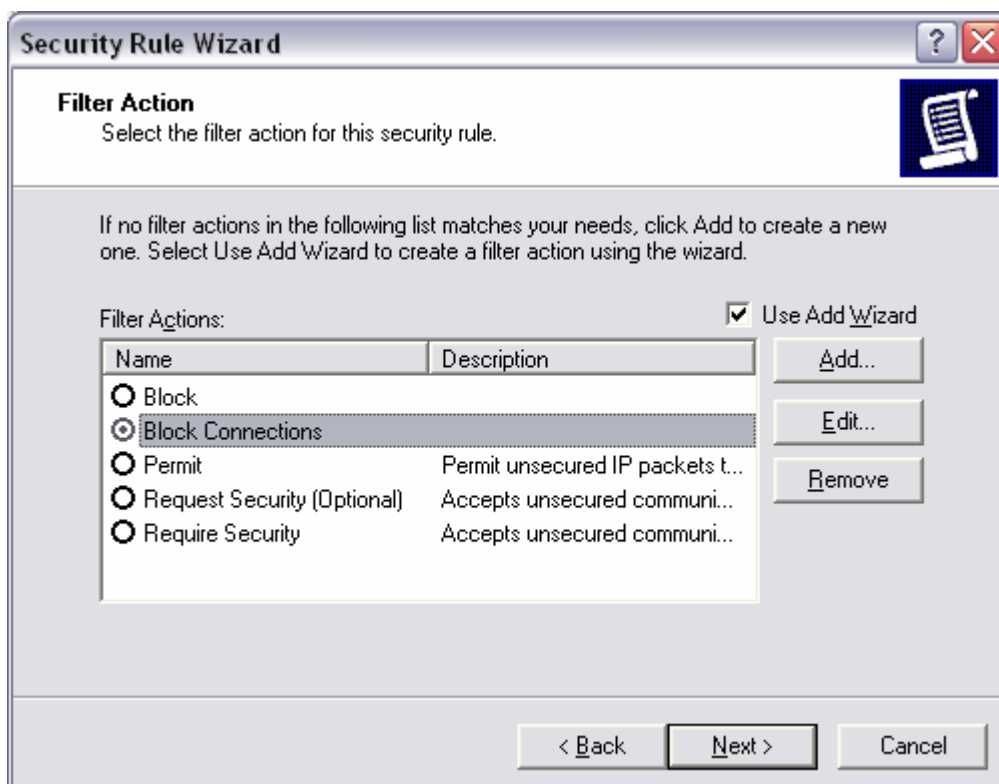 Security Rule Wizard
?
Filter Action
Select the filter action for this security rule.
If no filter actions in the following list matches your needs, click Add to create a new
one. Select Use Add Wizard to create a filter action using the wizard.
Filter Actions:
Use Add Wizard
Name Description
Block
Block Connections
Permit Permit unsecured IP packets t...
Request Security (Optional) Accepts unsecured communi...
Require Security Accepts unsecured communi...
Add...
Edit...
Remove
< Back Next > Cancel